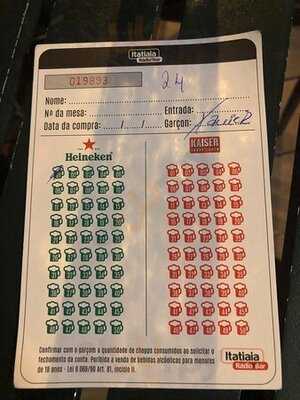 Itatiaia
Rádio Bar
019893
24
Nome:
Nº da mesa: Entrada:
Data da compra: / / Garçon: Xavier
Heineken
KAISER
Confirmar com o garçom a quantidade de chopps consumidos ao solicitar o
fechamento da conta. Proibida a venda de bebidas alcoólicas para menores
de 18 anos - Lei 8.069/90 Art. 81, inciso II.
Itatiaia
Rádio Bar